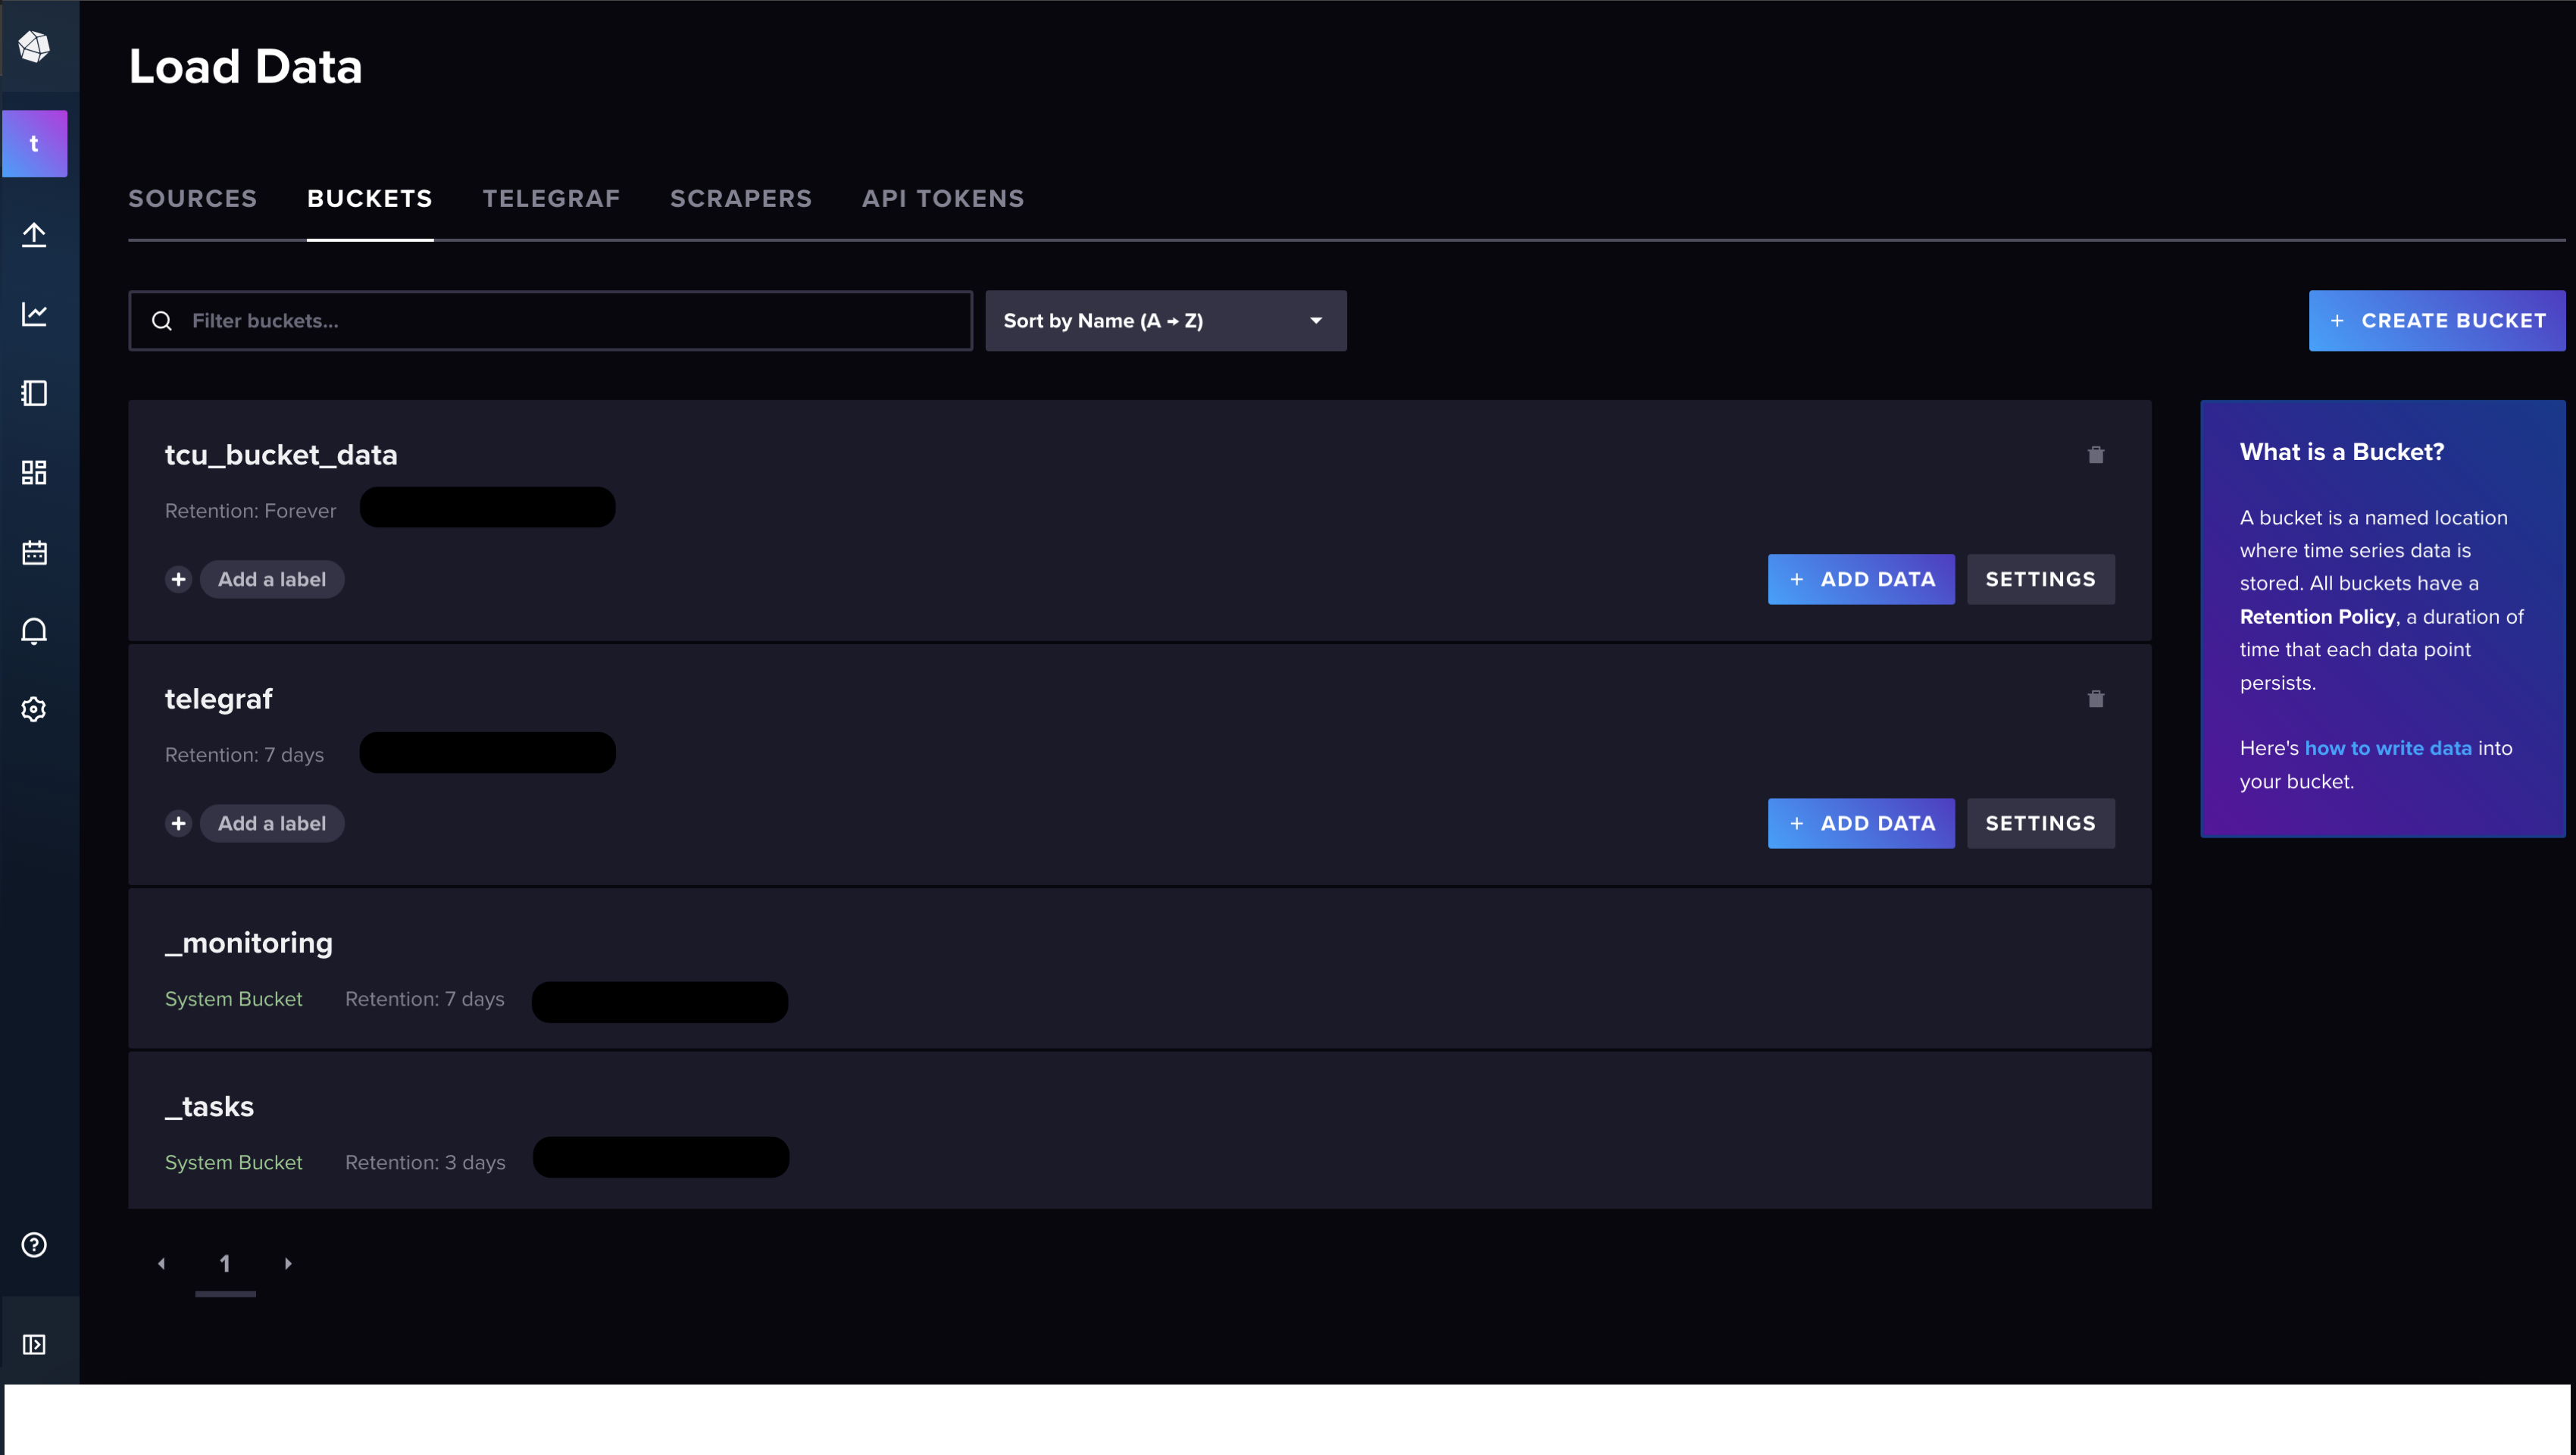 Load Data
t
SOURCES BUCKETS TELEGRAF SCRAPERS API TOKENS
Filter buckets... Sort by Name (A → Z) + CREATE BUCKET
tcu_bucket_data
Retention: Forever
+ Add a label + ADD DATA SETTINGS
telegraf
Retention: 7 days
+ Add a label + ADD DATA SETTINGS
_monitoring
System Bucket Retention: 7 days
_tasks
System Bucket Retention: 3 days
1
What is a Bucket?
A bucket is a named location
where time series data is
stored. All buckets have a
Retention Policy, a duration of
time that each data point
persists.
Here's how to write data into
your bucket.